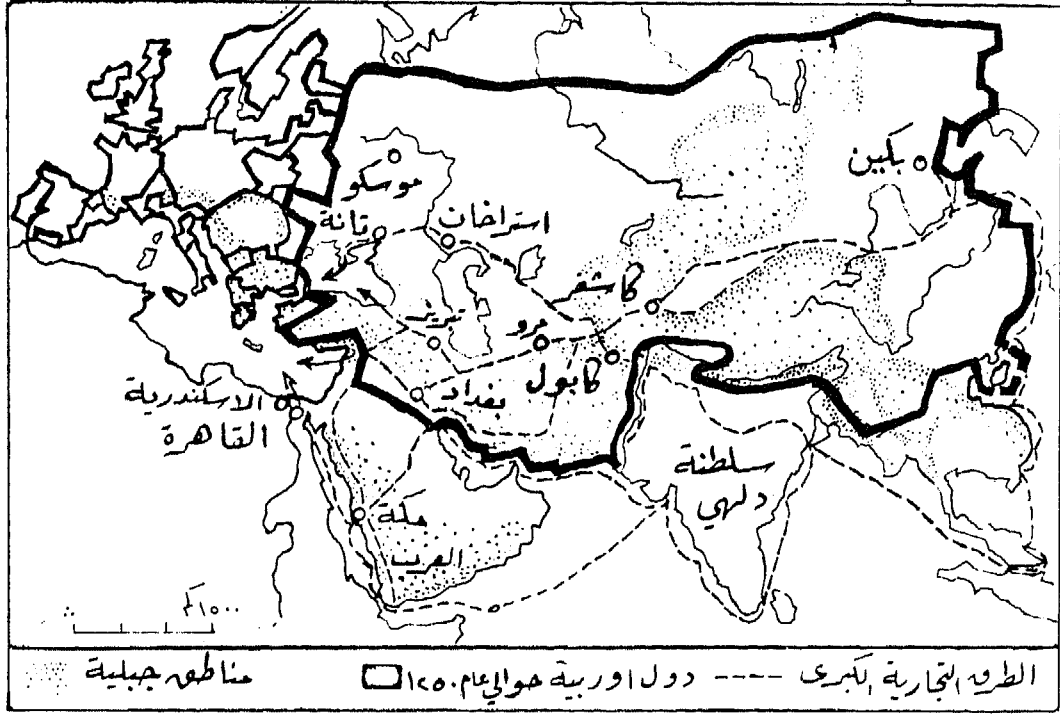 بكين
موسكو
تانة
استراخان
كاشغر
تبريز
مرو
كابول
بغداد
الاسكندرية
القاهرة
سلطنة
دلهي
مكة
العرب
١٥٠٠كم
الطرق التجارية الكبرى ---- دول اوربية حوالي عام ١٢٥٠ مناطق جبلية